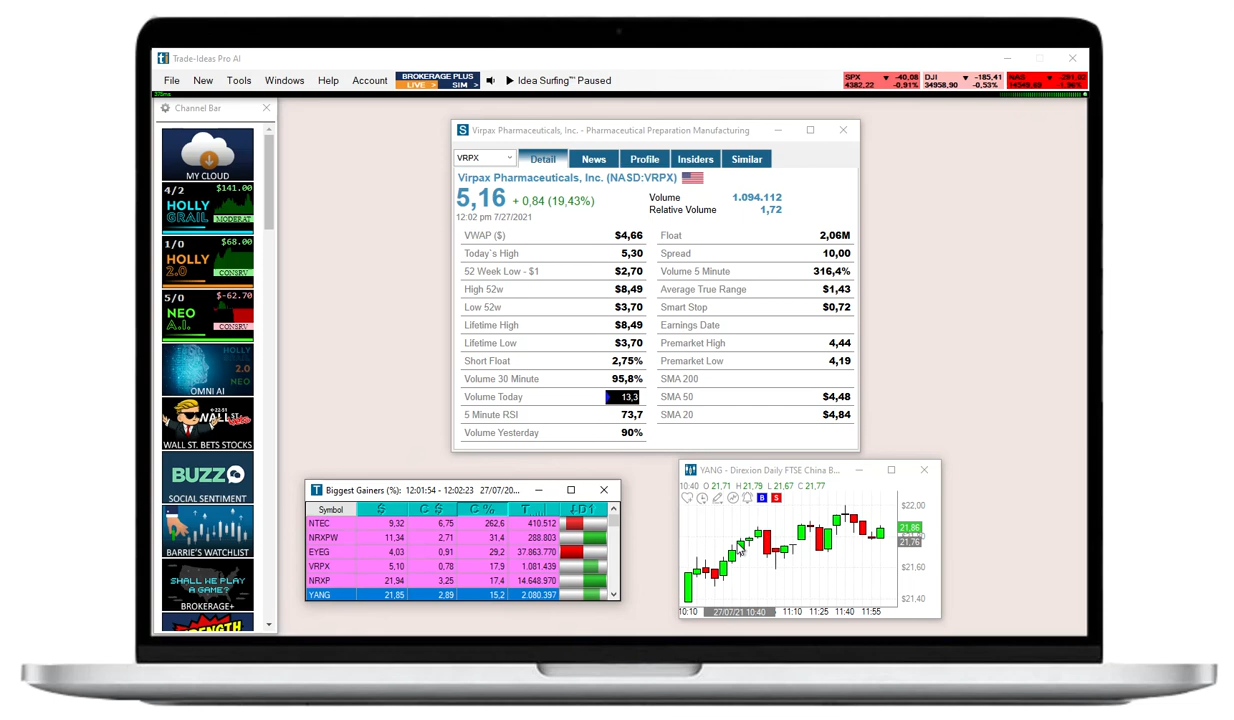 Trade-Ideas Pro AI
File New Tools Windows Help Account BROKERAGE PLUS LIVE > SIM > Idea Surfing™ Paused
SPX -40,08 DJI -185,41 NAS -291,02
4382,22 -0,91% 34958,90 -0,53%
375ms
Channel Bar
MY CLOUD
4/2 $141.00
HOLLY
GRAIL MODERAT
1/0 $68.00
HOLLY
2.0 CONSRV
5/0 $-62.70
NEO
A.I. CONSRV
HOLLY
2.0
NEO
OMNI AI
WALL ST.
WALL ST. BETS STOCKS
BUZZ
SOCIAL SENTIMENT
BARRIE'S WATCHLIST
SHALL WE PLAY
A GAME?
BROKERAGE+
STRENGTH
S Virpax Pharmaceuticals, Inc. - Pharmaceutical Preparation Manufacturing
VRPX Detail News Profile Insiders Similar
Virpax Pharmaceuticals, Inc. (NASD:VRPX)
5,16 + 0,84 (19,43%)
12:02 pm 7/27/2021
Volume 1.094.112
Relative Volume 1,72
VWAP ($) $4,66
Today`s High 5,30
52 Week Low - $1 $2,70
High 52w $8,49
Low 52w $3,70
Lifetime High $8,49
Lifetime Low $3,70
Short Float 2,75%
Volume 30 Minute 95,8%
Volume Today 13,3
5 Minute RSI 73,7
Volume Yesterday 90%
Float 2,06M
Spread 10,00
Volume 5 Minute 316,4%
Average True Range $1,43
Smart Stop $0,72
Earnings Date
Premarket High 4,44
Premarket Low 4,19
SMA 200
SMA 50 $4,48
SMA 20 $4,84
T Biggest Gainers (%): 12:01:54 - 12:02:23 27/07/20...
Symbol $ C $ C % T...l ↓D1
NTEC 9,32 6,75 262,6 410.512
NRXPW 11,34 2,71 31,4 288.803
EYEG 4,03 0,91 29,2 37.863.770
VRPX 5,10 0,78 17,9 1.081.439
NRXP 21,94 3,25 17,4 14.648.970
YANG 21,85 2,89 15,2 2.080.397
YANG - Direxion Daily FTSE China B...
10:40 O 21,71 H 21,79 L 21,67 C 21,77
B S
$22,00
21,86
21,76
$21,60
$21,40
10:10 27/07/21 10:40 11:10 11:25 11:40 11:55